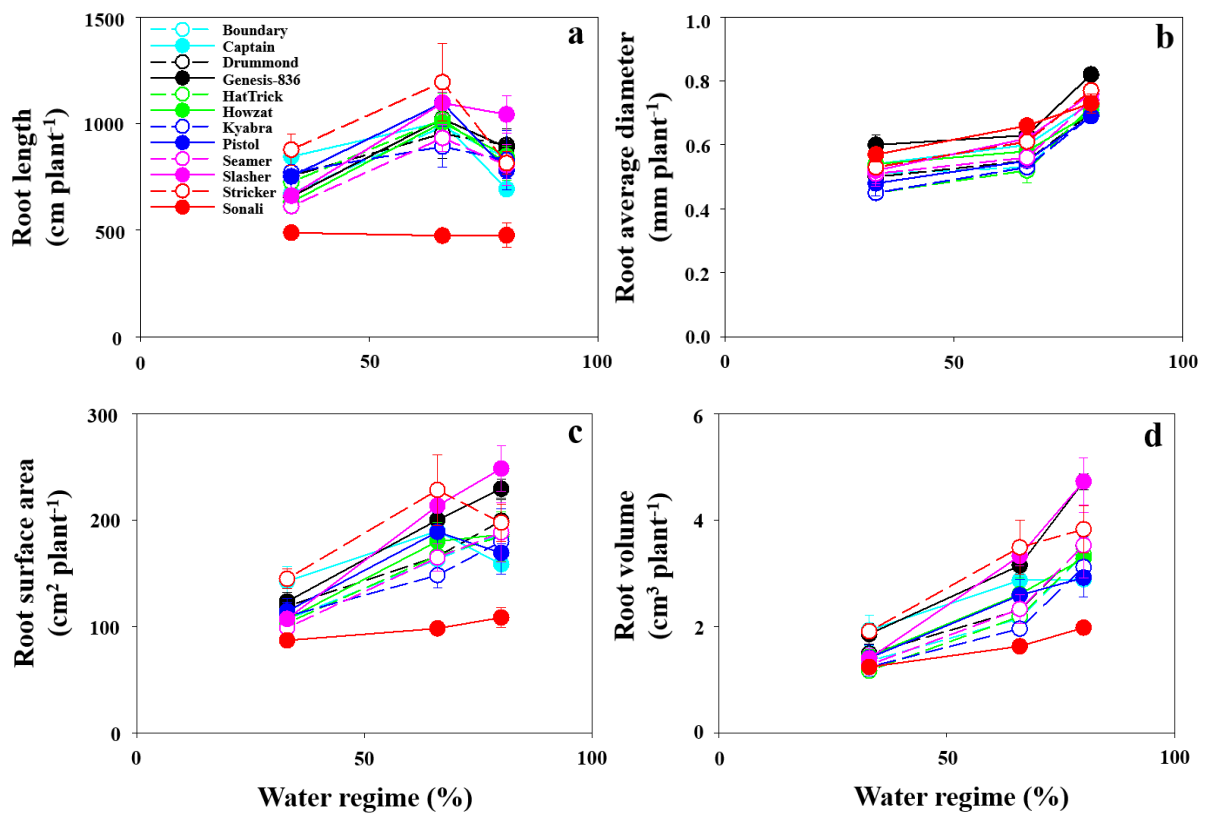 a
Root length
(cm plant⁻¹)
1500
1000
500
0
Boundary
Captain
Drummond
Genesis-836
HatTrick
Howzat
Kyabra
Pistol
Seamer
Slasher
Stricker
Sonali
0
50
100
b
Root average diameter
(mm plant⁻¹)
1.0
0.8
0.6
0.4
0.2
0.0
0
50
100
c
Root surface area
(cm² plant⁻¹)
300
200
100
0
0
50
100
Water regime (%)
d
Root volume
(cm³ plant⁻¹)
6
4
2
0
0
50
100
Water regime (%)